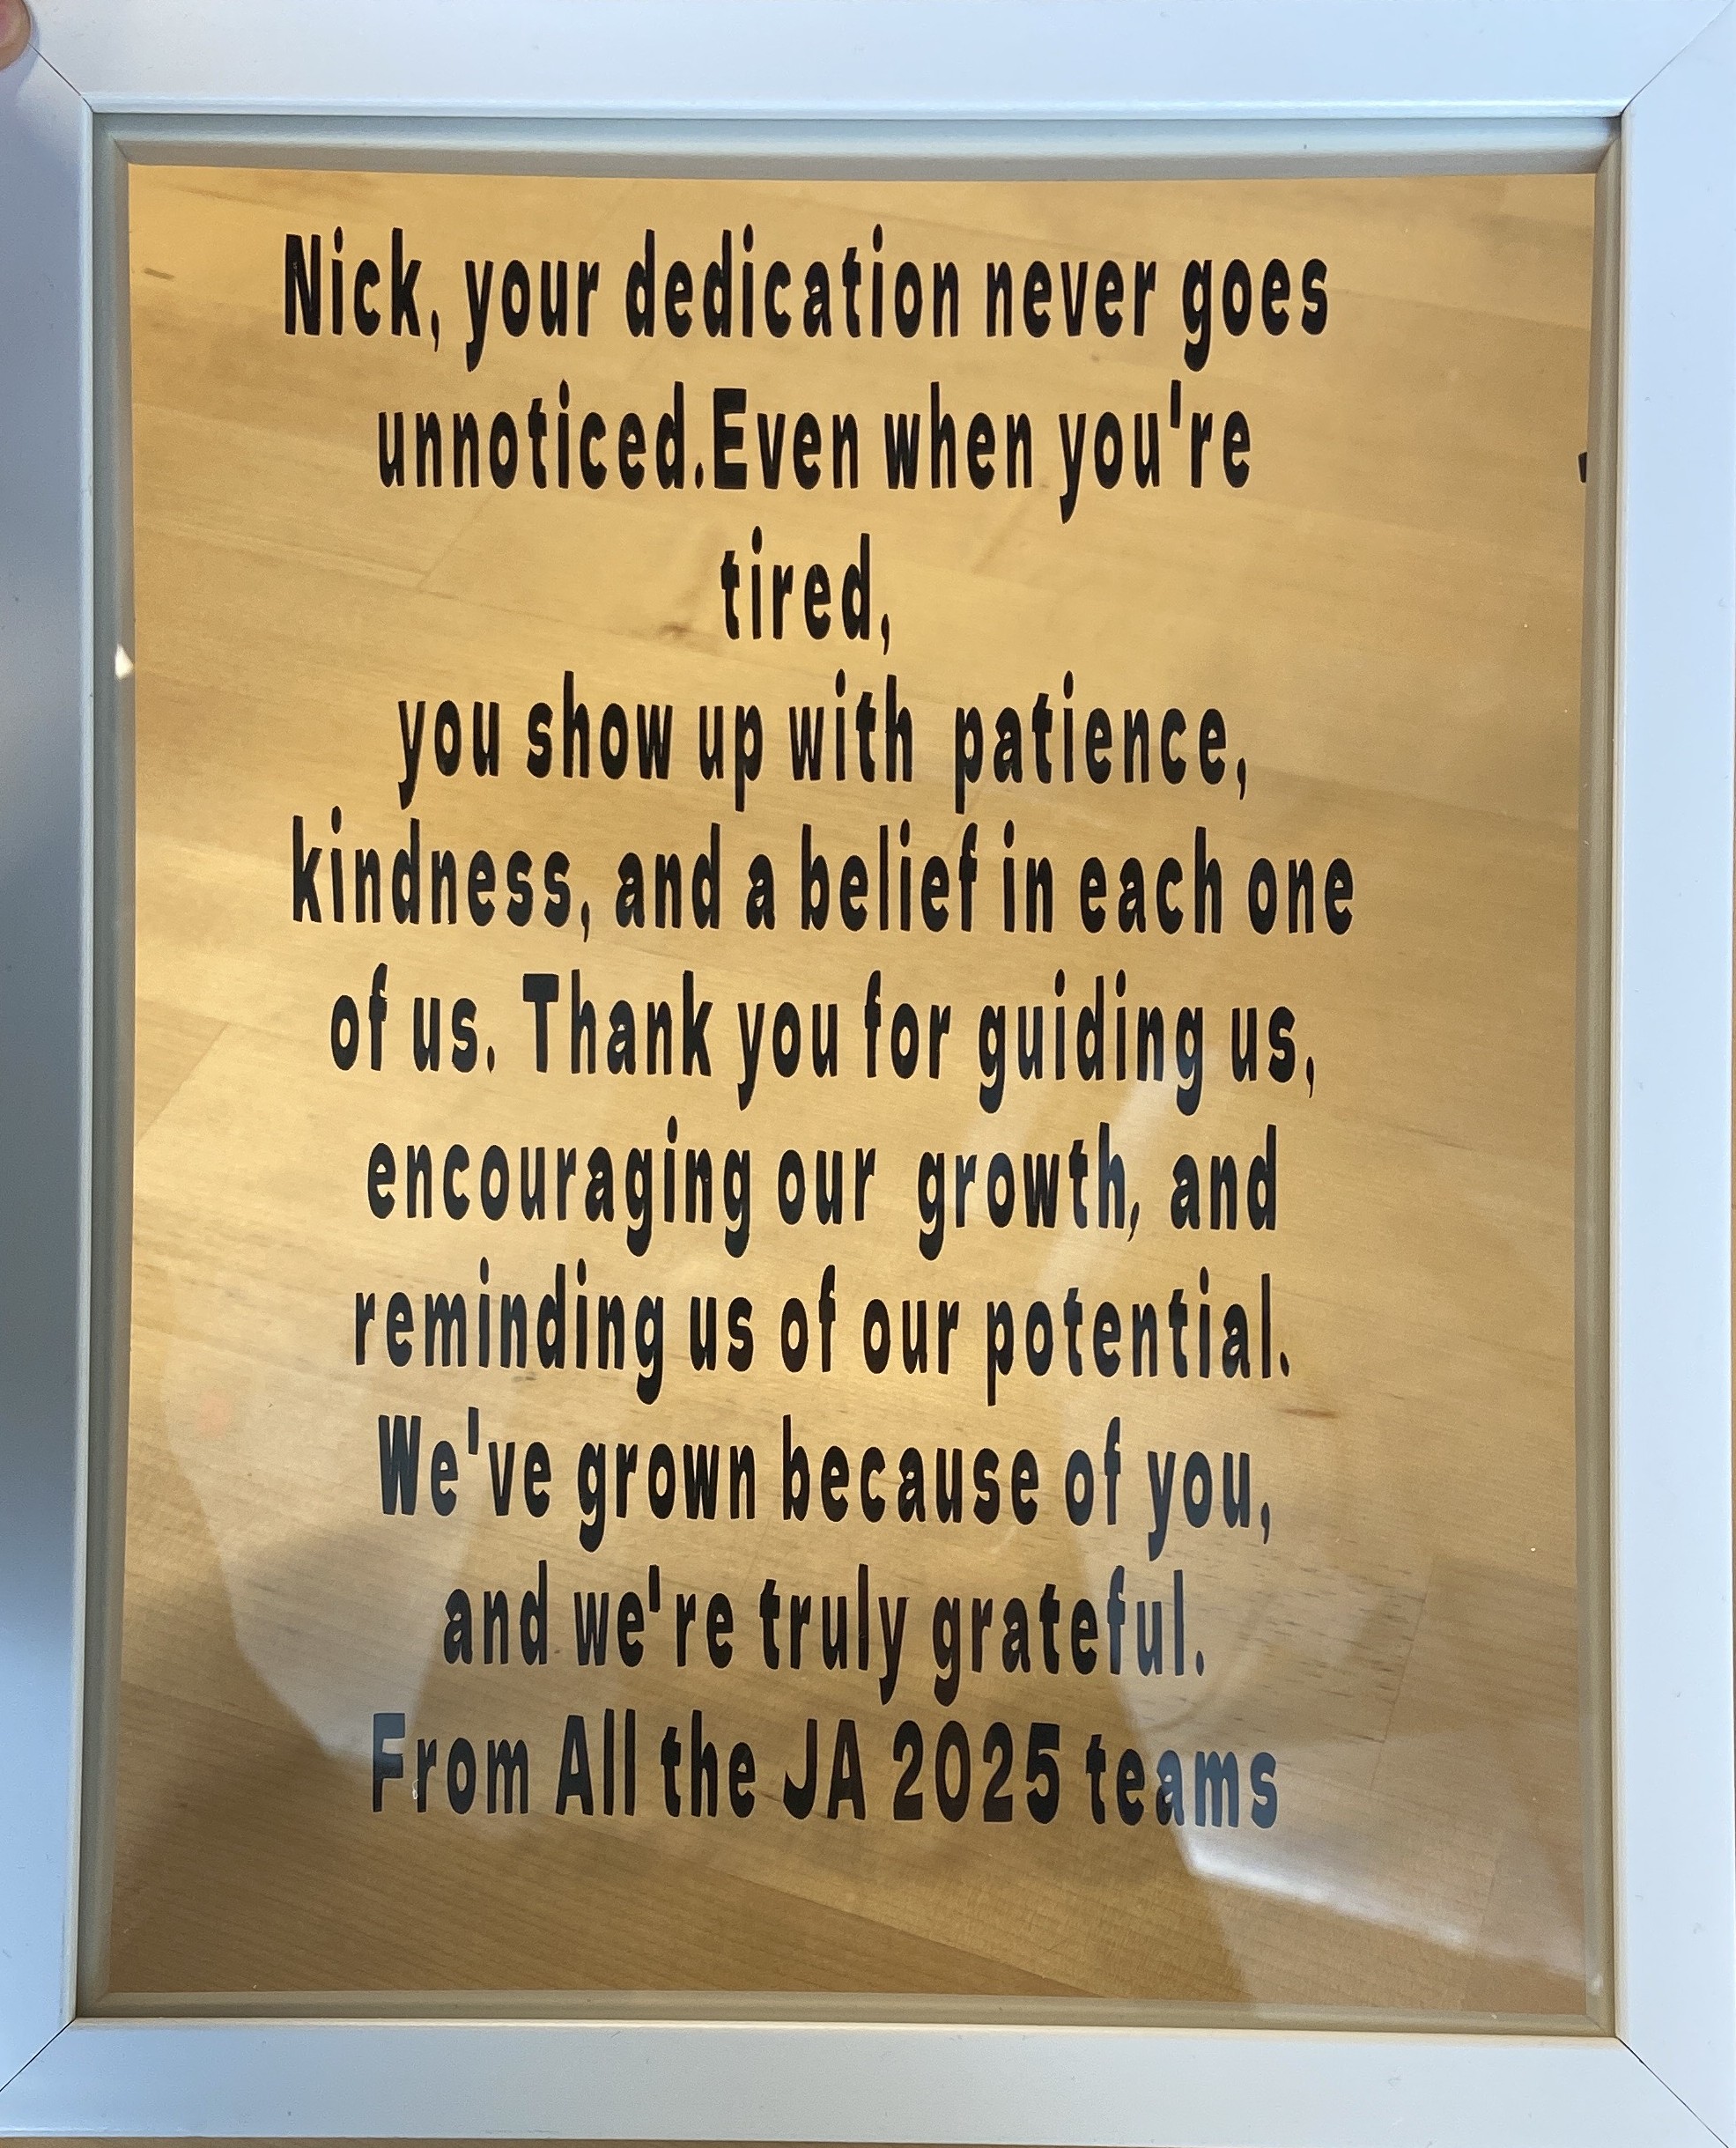 Nick, your dedication never goes
unnoticed.Even when you're
tired,
you show up with patience,
kindness, and a belief in each one
of us. Thank you for guiding us,
encouraging our growth, and
reminding us of our potential.
We've grown because of you,
and we're truly grateful.
From All the JA 2025 teams